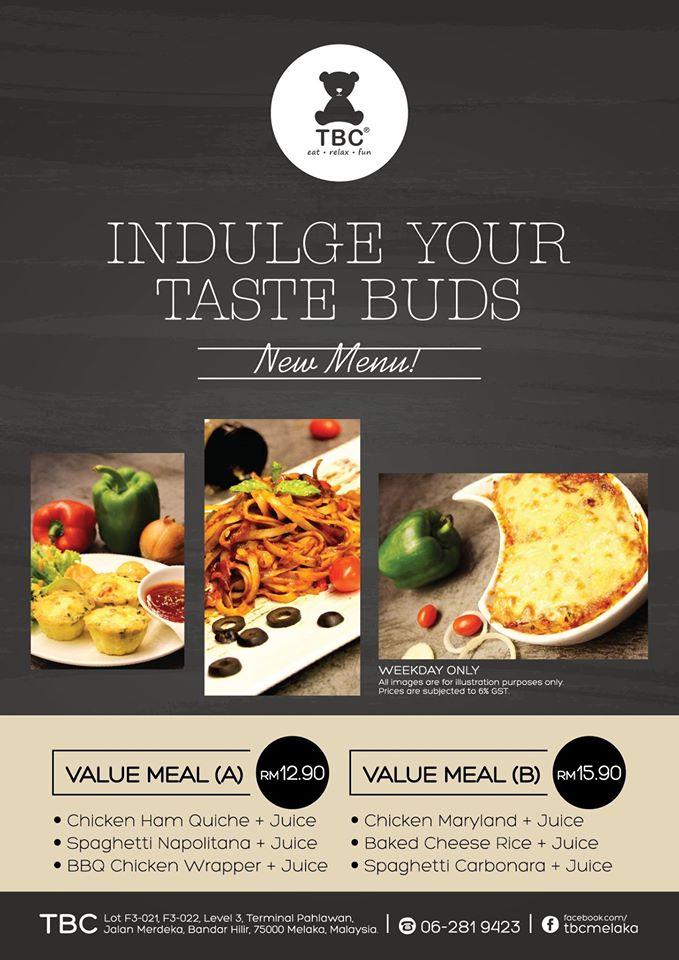 TBC®
eat • relax • fun
INDULGE YOUR
TASTE BUDS
New Menu!
WEEKDAY ONLY
All images are for illustration purposes only.
Prices are subjected to 6% GST.
VALUE MEAL (A) RM12.90
• Chicken Ham Quiche + Juice
• Spaghetti Napolitana + Juice
• BBQ Chicken Wrapper + Juice
VALUE MEAL (B) RM15.90
• Chicken Maryland + Juice
• Baked Cheese Rice + Juice
• Spaghetti Carbonara + Juice
TBC
Lot F3-021, F3-022, Level 3, Terminal Pahlawan,
Jalan Merdeka, Bandar Hilir, 75000 Melaka, Malaysia.
06-281 9423
facebook.com/
tbcmelaka